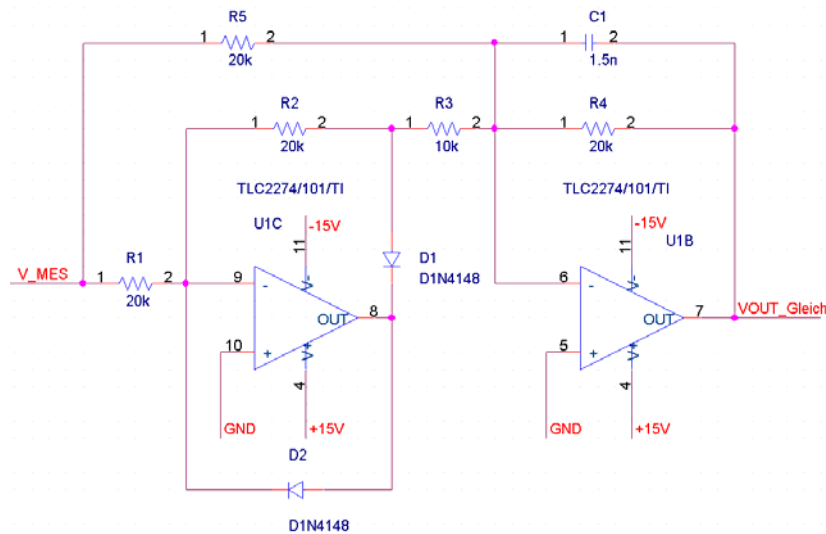 R5
1 2
20k
C1
1 2
1.5n
R2
1 2
20k
R3
1 2
10k
R4
1 2
20k
TLC2274/101/TI
U1C
-15V
11
V-
9
-
10
+
OUT
8
V+
4
+15V
GND
D1
D1N4148
V_MES
R1
1 2
20k
D2
D1N4148
TLC2274/101/TI
U1B
-15V
11
V-
6
-
5
+
OUT
7
V+
4
+15V
GND
VOUT_Gleich